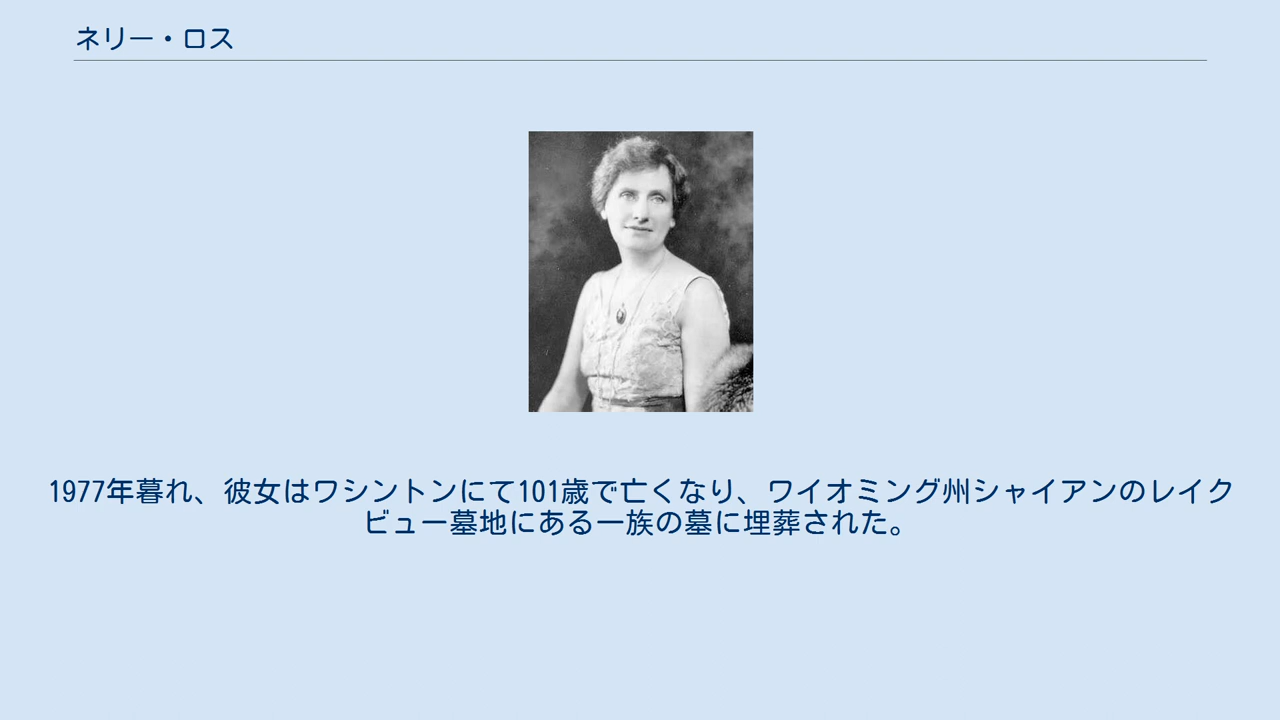 ネリー・ロス
1977年暮れ、彼女はワシントンにて101歳で亡くなり、ワイオミング州シャイアンのレイク
ビュー墓地にある一族の墓に埋葬された。